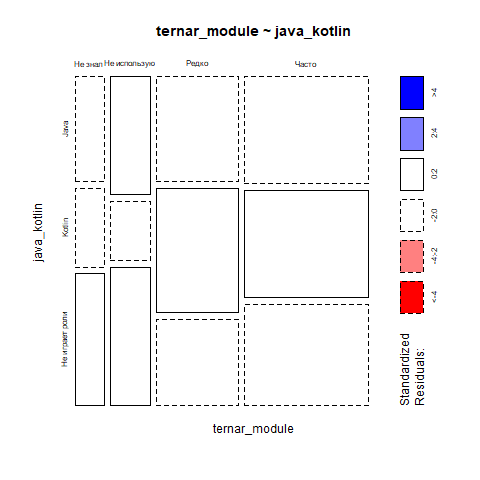 ternar_module ~ java_kotlin
Не знал Не использую Редко Часто
Java
Kotlin
Не играет роли
java_kotlin
ternar_module
Standardized
Residuals:
<-4
-4:-2
-2:0
0:2
2:4
>4